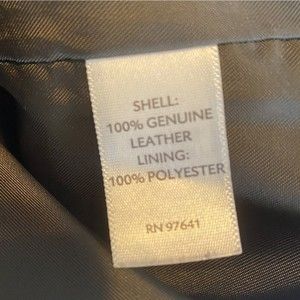 SHELL:
100% GENUINE
LEATHER
LINING:
100% POLYESTER
RN 97641